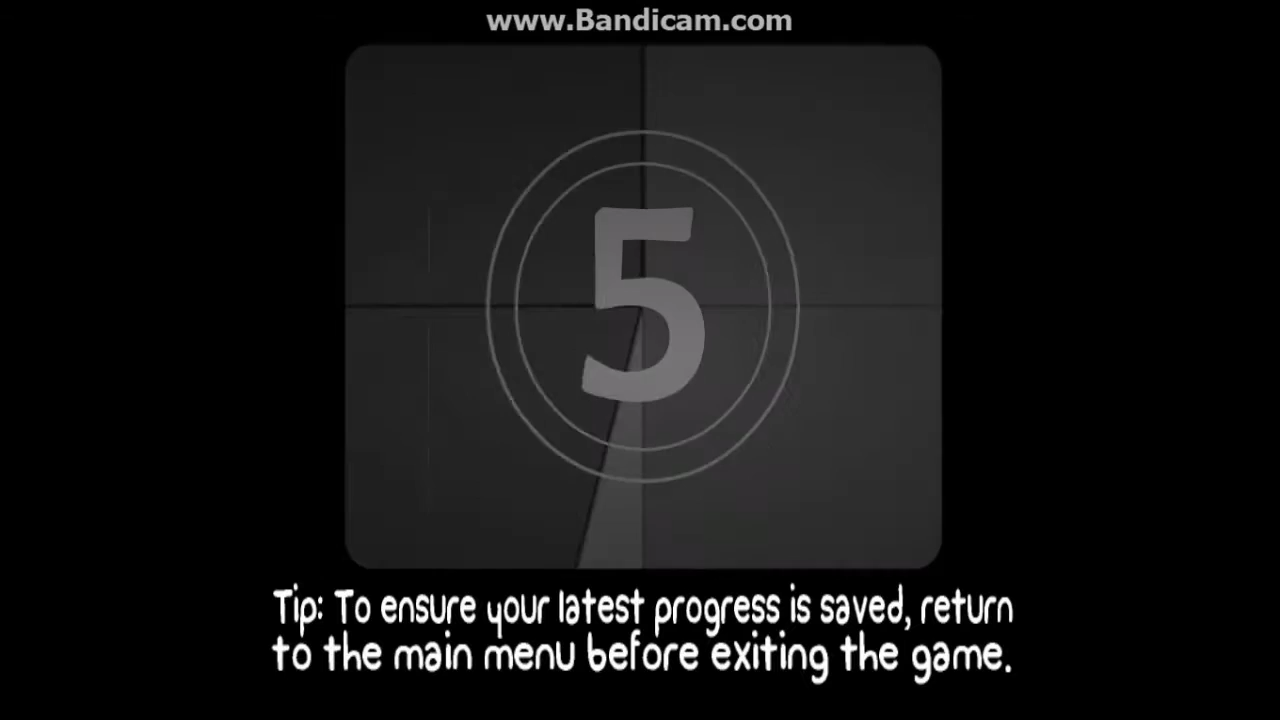 www.Bandicam.com
5
Tip: To ensure your latest progress is saved, return
to the main menu before exiting the game.